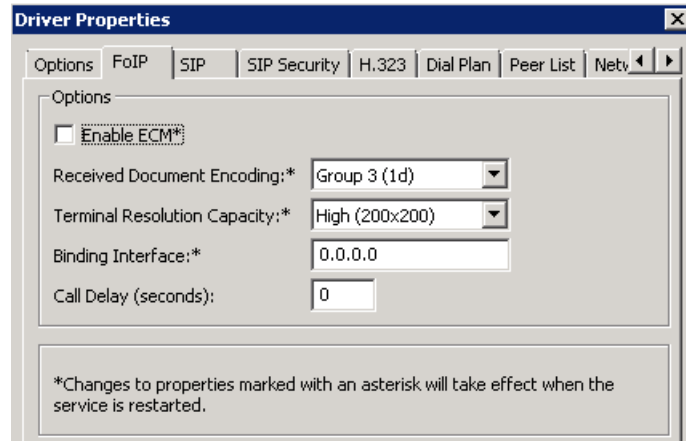 Driver Properties
Options FoIP SIP SIP Security H.323 Dial Plan Peer List Netw
Options
Enable ECM*
Received Document Encoding:* Group 3 (1d)
Terminal Resolution Capacity:* High (200x200)
Binding Interface:* 0.0.0.0
Call Delay (seconds): 0
*Changes to properties marked with an asterisk will take effect when the
service is restarted.